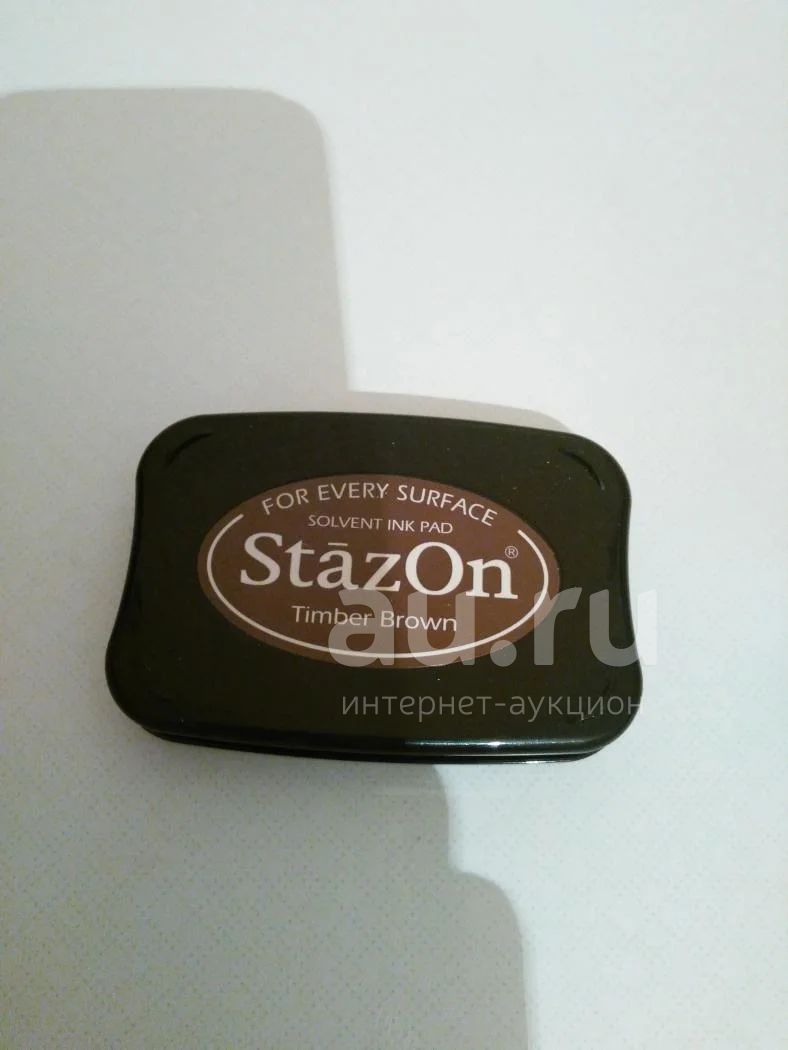 FOR EVERY SURFACE
SOLVENT INK PAD
StāzOn®
Timber Brown
au.ru
интернет-аукцион